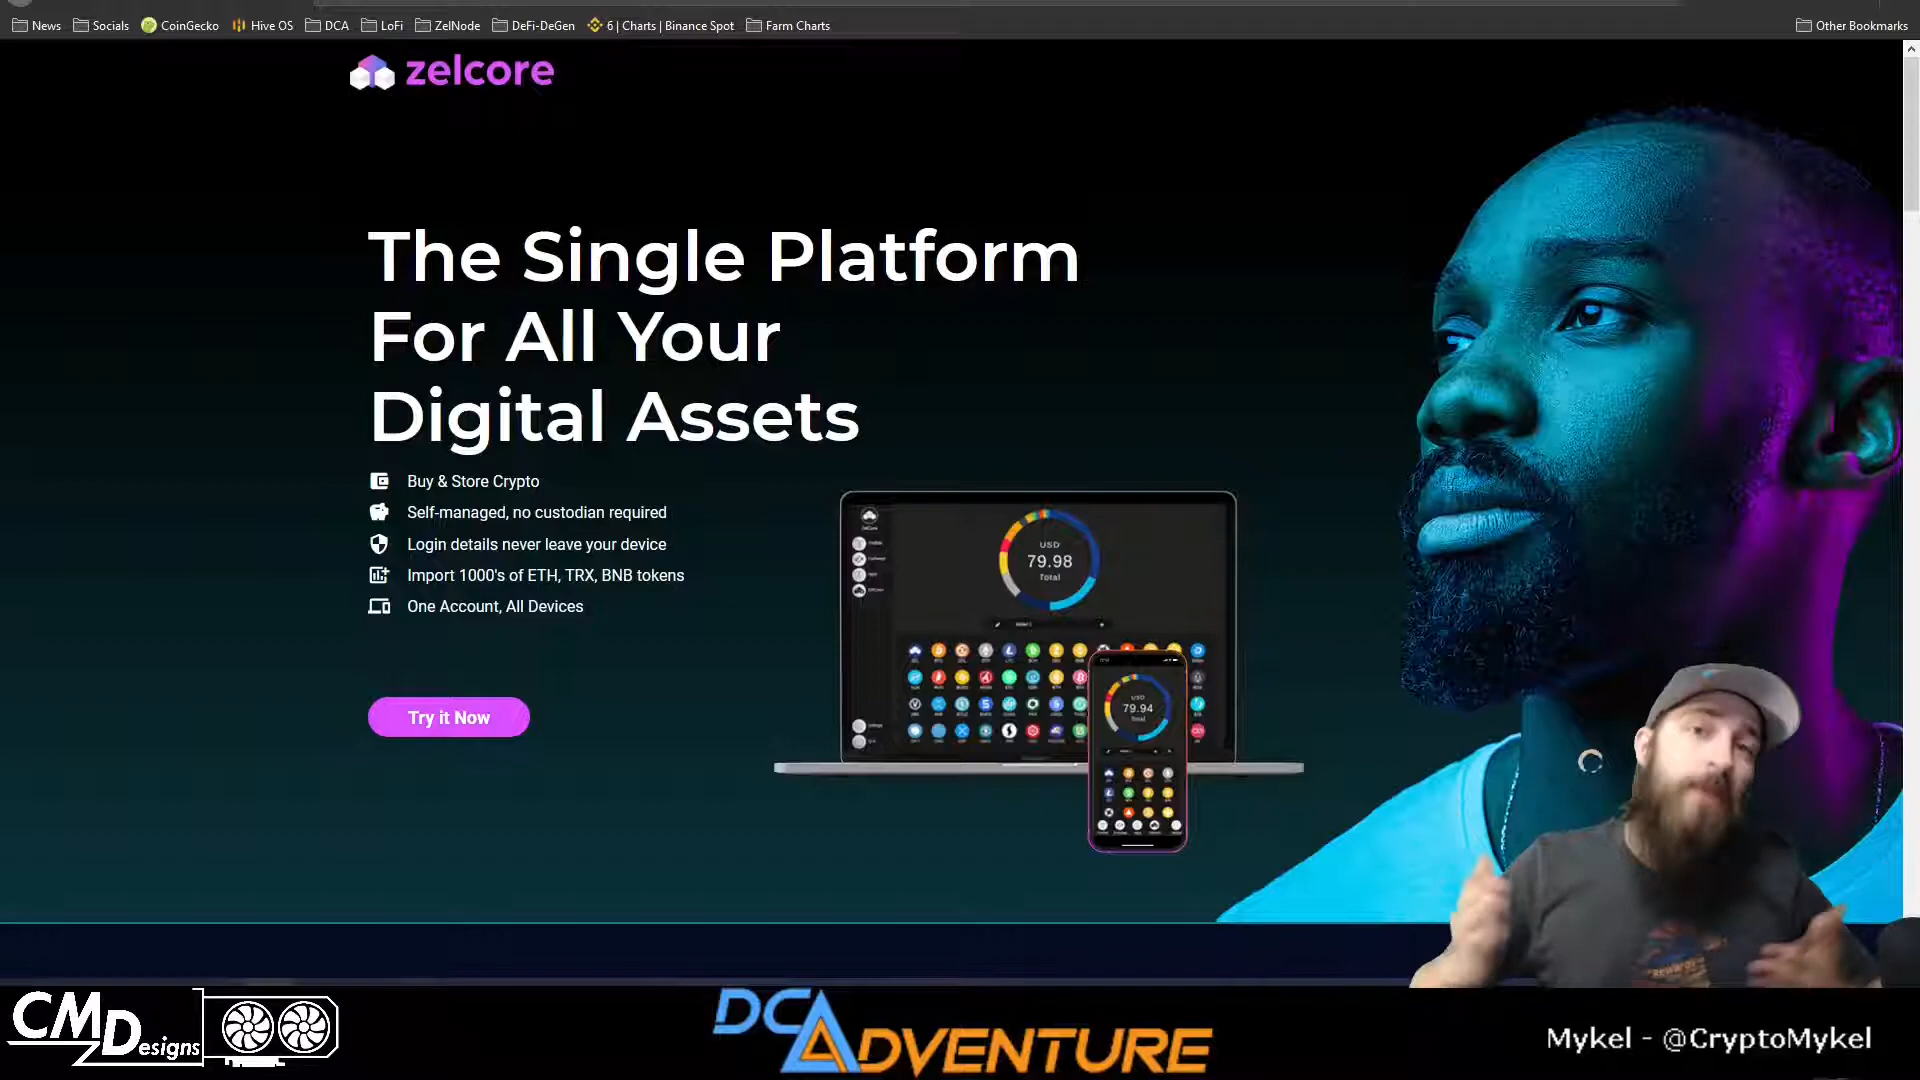 News
Socials
CoinGecko
Hive OS
DCA
LoFi
ZelNode
DeFi-DeGen
6 | Charts | Binance Spot
Farm Charts
Other Bookmarks
zelcore
The Single Platform
For All Your
Digital Assets
Buy & Store Crypto
Self-managed, no custodian required
Login details never leave your device
Import 1000's of ETH, TRX, BNB tokens
One Account, All Devices
Try it Now
USD
79.98
Total
USD
79.94
Total
CMDesigns
DCAdventure
Mykel - @CryptoMykel